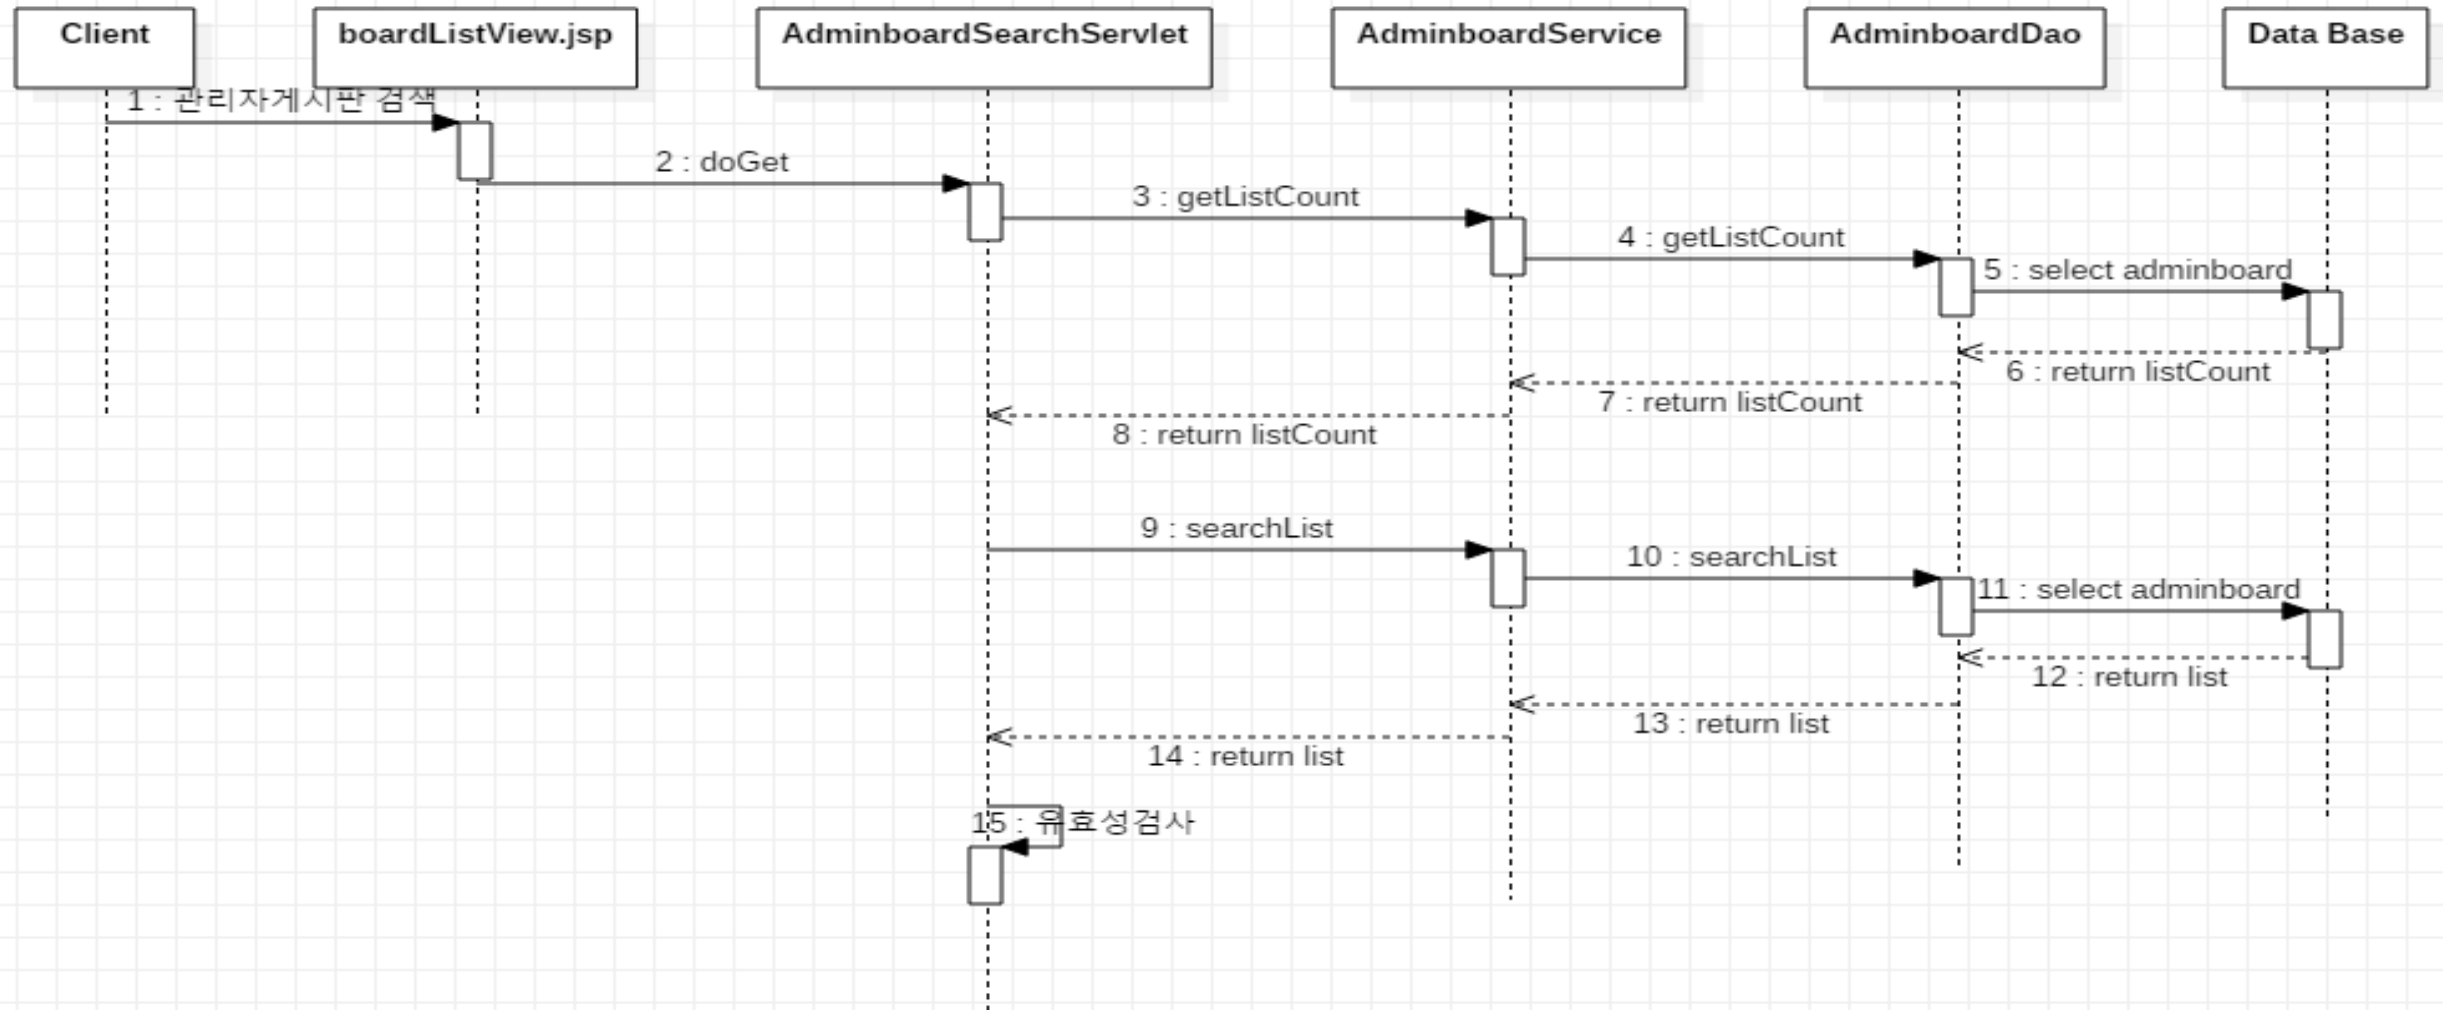 Client
boardListView.jsp
AdminboardSearchServlet
AdminboardService
AdminboardDao
Data Base
1 : 관리자게시판 검색
2 : doGet
3 : getListCount
4 : getListCount
5 : select adminboard
6 : return listCount
7 : return listCount
8 : return listCount
9 : searchList
10 : searchList
11 : select adminboard
12 : return list
13 : return list
14 : return list
15 : 유효성검사